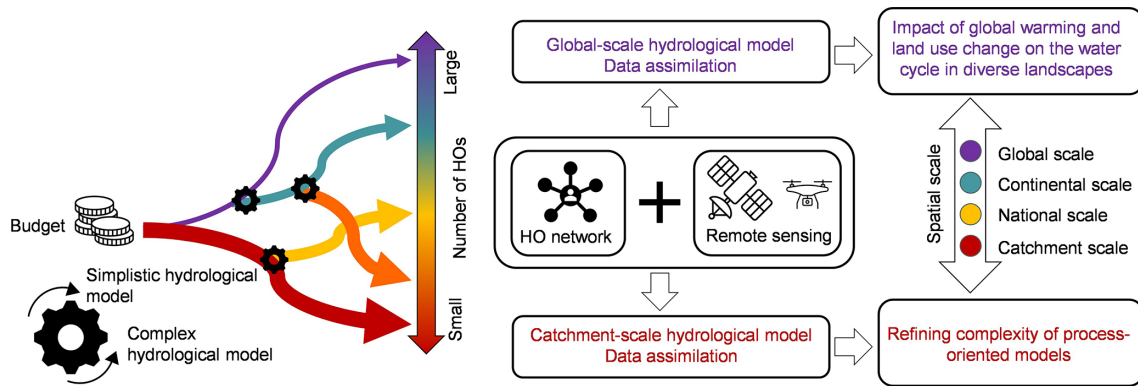 Budget
Simplistic hydrological
model
Complex
hydrological model
Large
Number of HOs
Small
Global-scale hydrological model
Data assimilation
Impact of global warming and
land use change on the water
cycle in diverse landscapes
HO network
Remote sensing
Spatial scale
Global scale
Continental scale
National scale
Catchment scale
Catchment-scale hydrological model
Data assimilation
Refining complexity of process-
oriented models